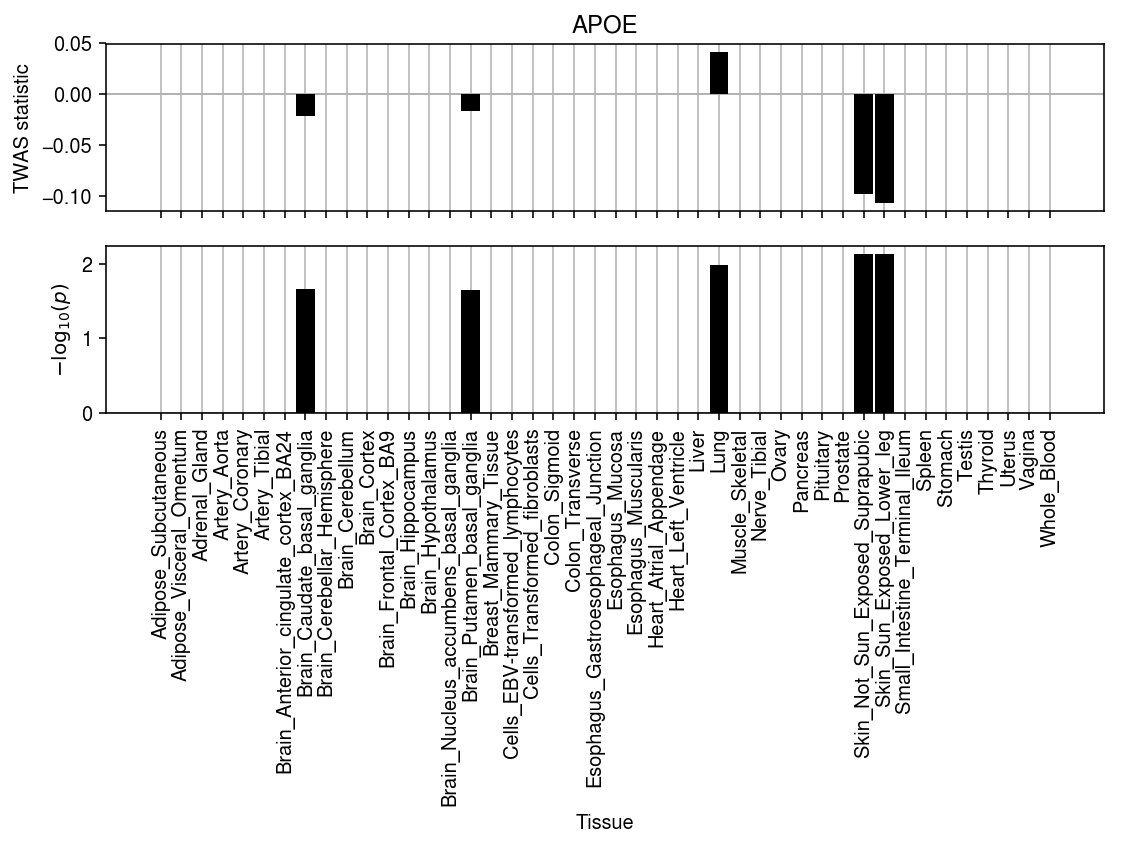 APOE
TWAS statistic
0.05
0.00
−0.05
−0.10
−log₁₀(p)
2
1
0
Adipose_Subcutaneous
Adipose_Visceral_Omentum
Adrenal_Gland
Artery_Aorta
Artery_Coronary
Artery_Tibial
Brain_Anterior_cingulate_cortex_BA24
Brain_Caudate_basal_ganglia
Brain_Cerebellar_Hemisphere
Brain_Cerebellum
Brain_Cortex
Brain_Frontal_Cortex_BA9
Brain_Hippocampus
Brain_Hypothalamus
Brain_Nucleus_accumbens_basal_ganglia
Brain_Putamen_basal_ganglia
Breast_Mammary_Tissue
Cells_EBV-transformed_lymphocytes
Cells_Transformed_fibroblasts
Colon_Sigmoid
Colon_Transverse
Esophagus_Gastroesophageal_Junction
Esophagus_Mucosa
Esophagus_Muscularis
Heart_Atrial_Appendage
Heart_Left_Ventricle
Liver
Lung
Muscle_Skeletal
Nerve_Tibial
Ovary
Pancreas
Pituitary
Prostate
Skin_Not_Sun_Exposed_Suprapubic
Skin_Sun_Exposed_Lower_leg
Small_Intestine_Terminal_Ileum
Spleen
Stomach
Testis
Thyroid
Uterus
Vagina
Whole_Blood
Tissue